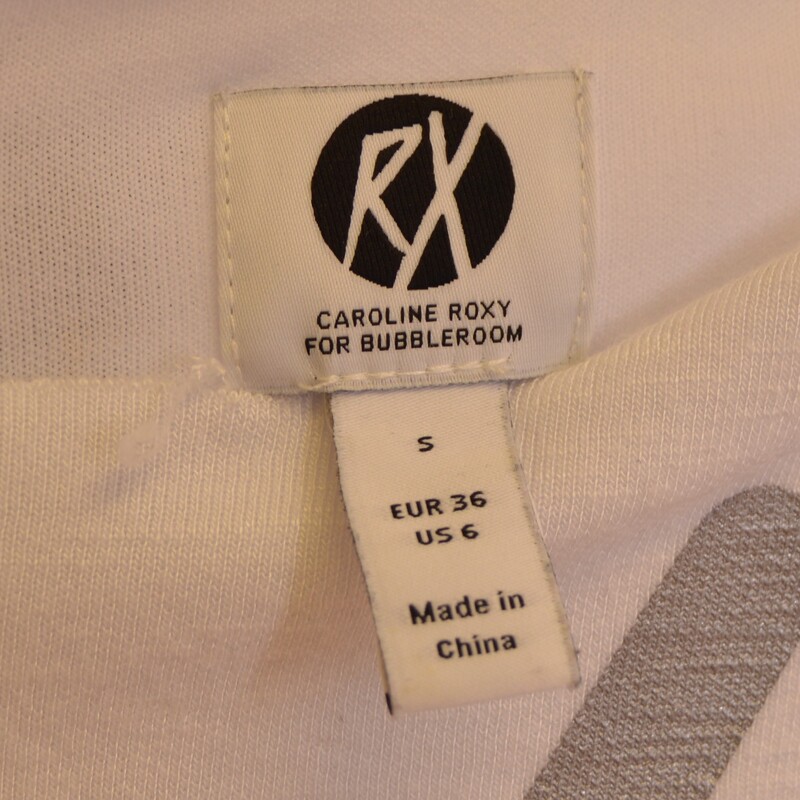 RX
CAROLINE ROXY
FOR BUBBLEROOM
S
EUR 36
US 6
Made in
China